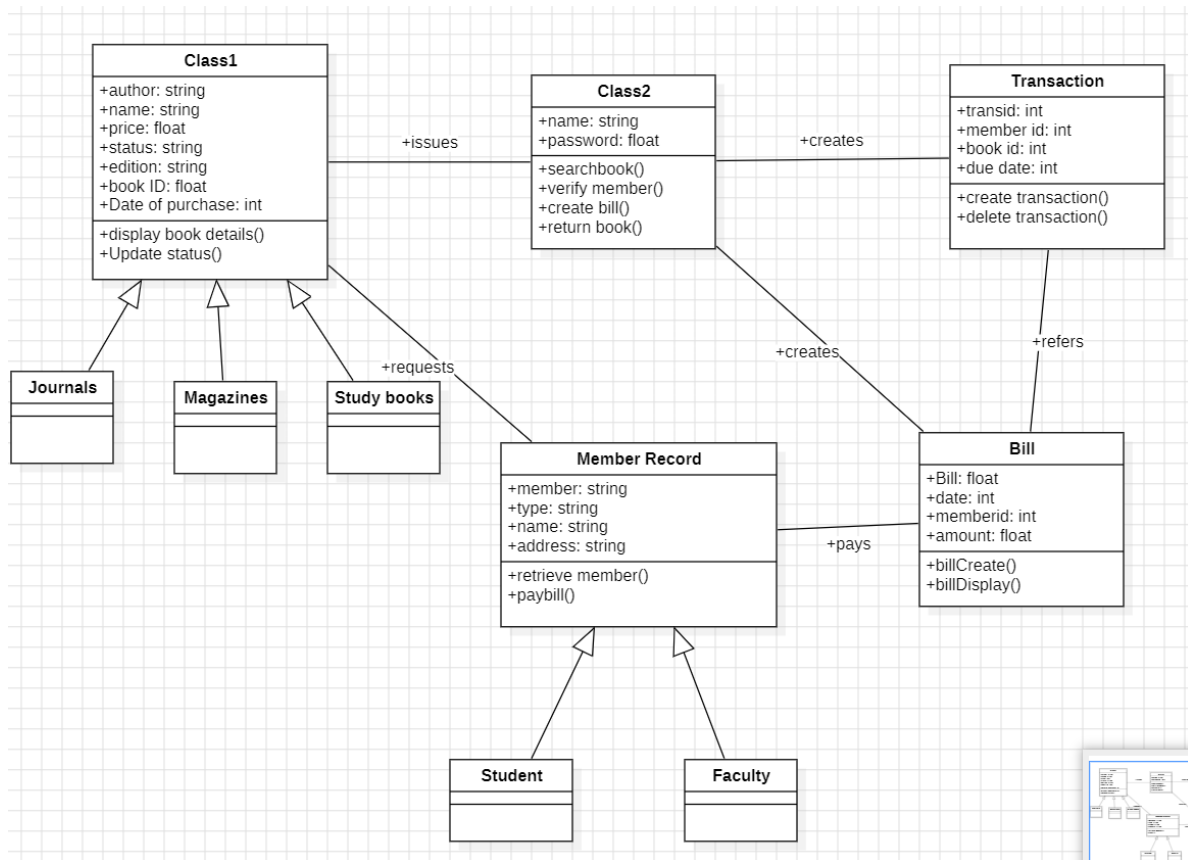 Class1
+author: string
+name: string
+price: float
+status: string
+edition: string
+book ID: float
+Date of purchase: int
+display book details()
+Update status()
+issues
Class2
+name: string
+password: float
+searchbook()
+verify member()
+create bill()
+return book()
+creates
Transaction
+transid: int
+member id: int
+book id: int
+due date: int
+create transaction()
+delete transaction()
+creates
+refers
+requests
Journals
Magazines
Study books
Member Record
+member: string
+type: string
+name: string
+address: string
+retrieve member()
+paybill()
+pays
Bill
+Bill: float
+date: int
+memberid: int
+amount: float
+billCreate()
+billDisplay()
Student
Faculty